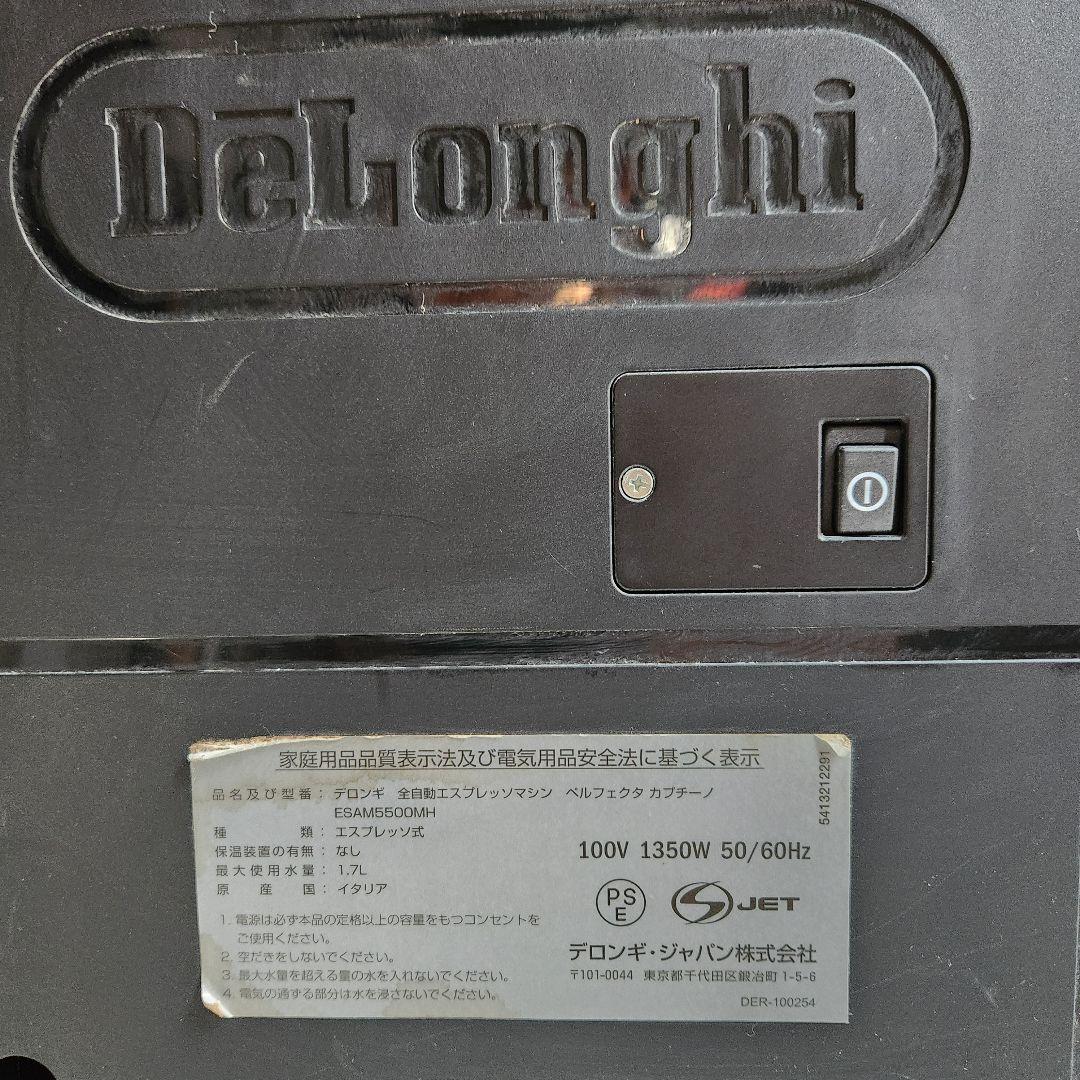 DēLonghi
家庭用品品質表示法及び電気用品安全法に基づく表示
品名及び型番: デロンギ 全自動エスプレッソマシン ペルフェクタ カプチーノ
ESAM5500MH
種類: エスプレッソ式
保温装置の有無: なし
最大使用水量: 1.7L
原産国: イタリア
100V 1350W 50/60Hz
PS
E
S JET
1. 電源は必ず本品の定格以上の容量をもつコンセントを
ご使用ください。
2. 空だきをしないでください。
3. 最大水量を超える量の水を入れないでください。
4. 電気の通ずる部分は水を浸さないでください。
デロンギ・ジャパン株式会社
〒101-0044 東京都千代田区鍛冶町1-5-6
DER-100254
5413212291